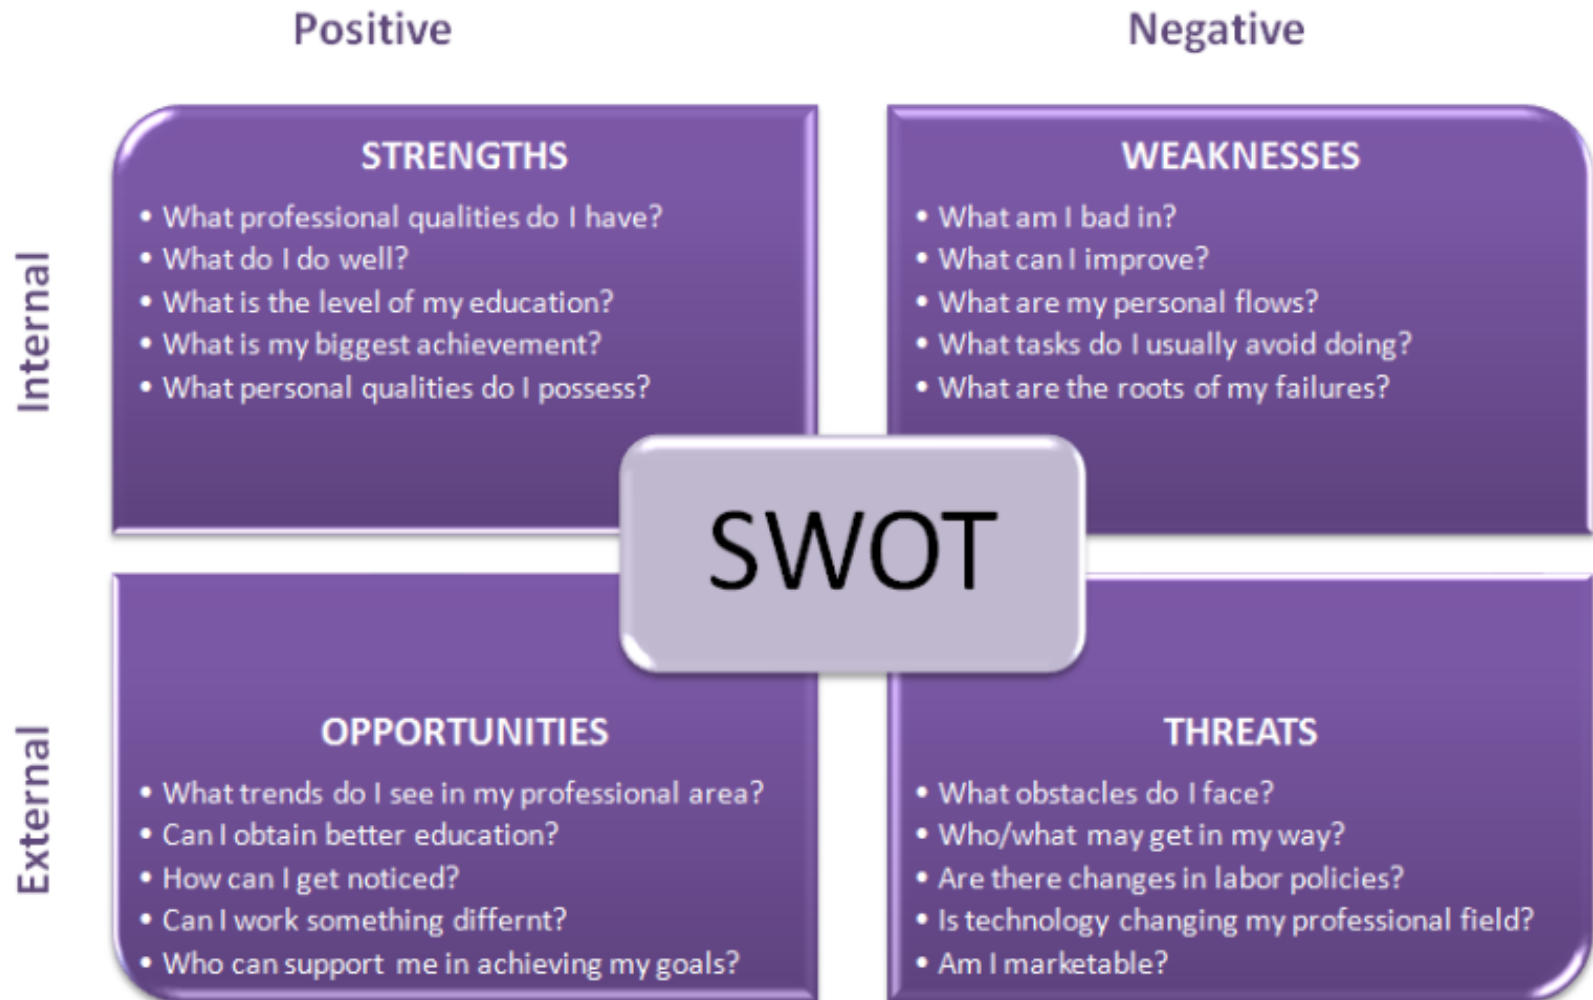 Positive
Negative
Internal
STRENGTHS
• What professional qualities do I have?
• What do I do well?
• What is the level of my education?
• What is my biggest achievement?
• What personal qualities do I possess?
WEAKNESSES
• What am I bad in?
• What can I improve?
• What are my personal flows?
• What tasks do I usually avoid doing?
• What are the roots of my failures?
SWOT
External
OPPORTUNITIES
• What trends do I see in my professional area?
• Can I obtain better education?
• How can I get noticed?
• Can I work something differnt?
• Who can support me in achieving my goals?
THREATS
• What obstacles do I face?
• Who/what may get in my way?
• Are there changes in labor policies?
• Is technology changing my professional field?
• Am I marketable?